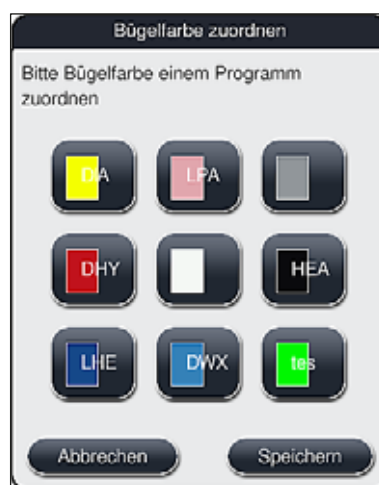 Bügelfarbe zuordnen
Bitte Bügelfarbe einem Programm
zuordnen
DA LPA
DHY HEA
LHE DWX tes
Abbrechen Speichern